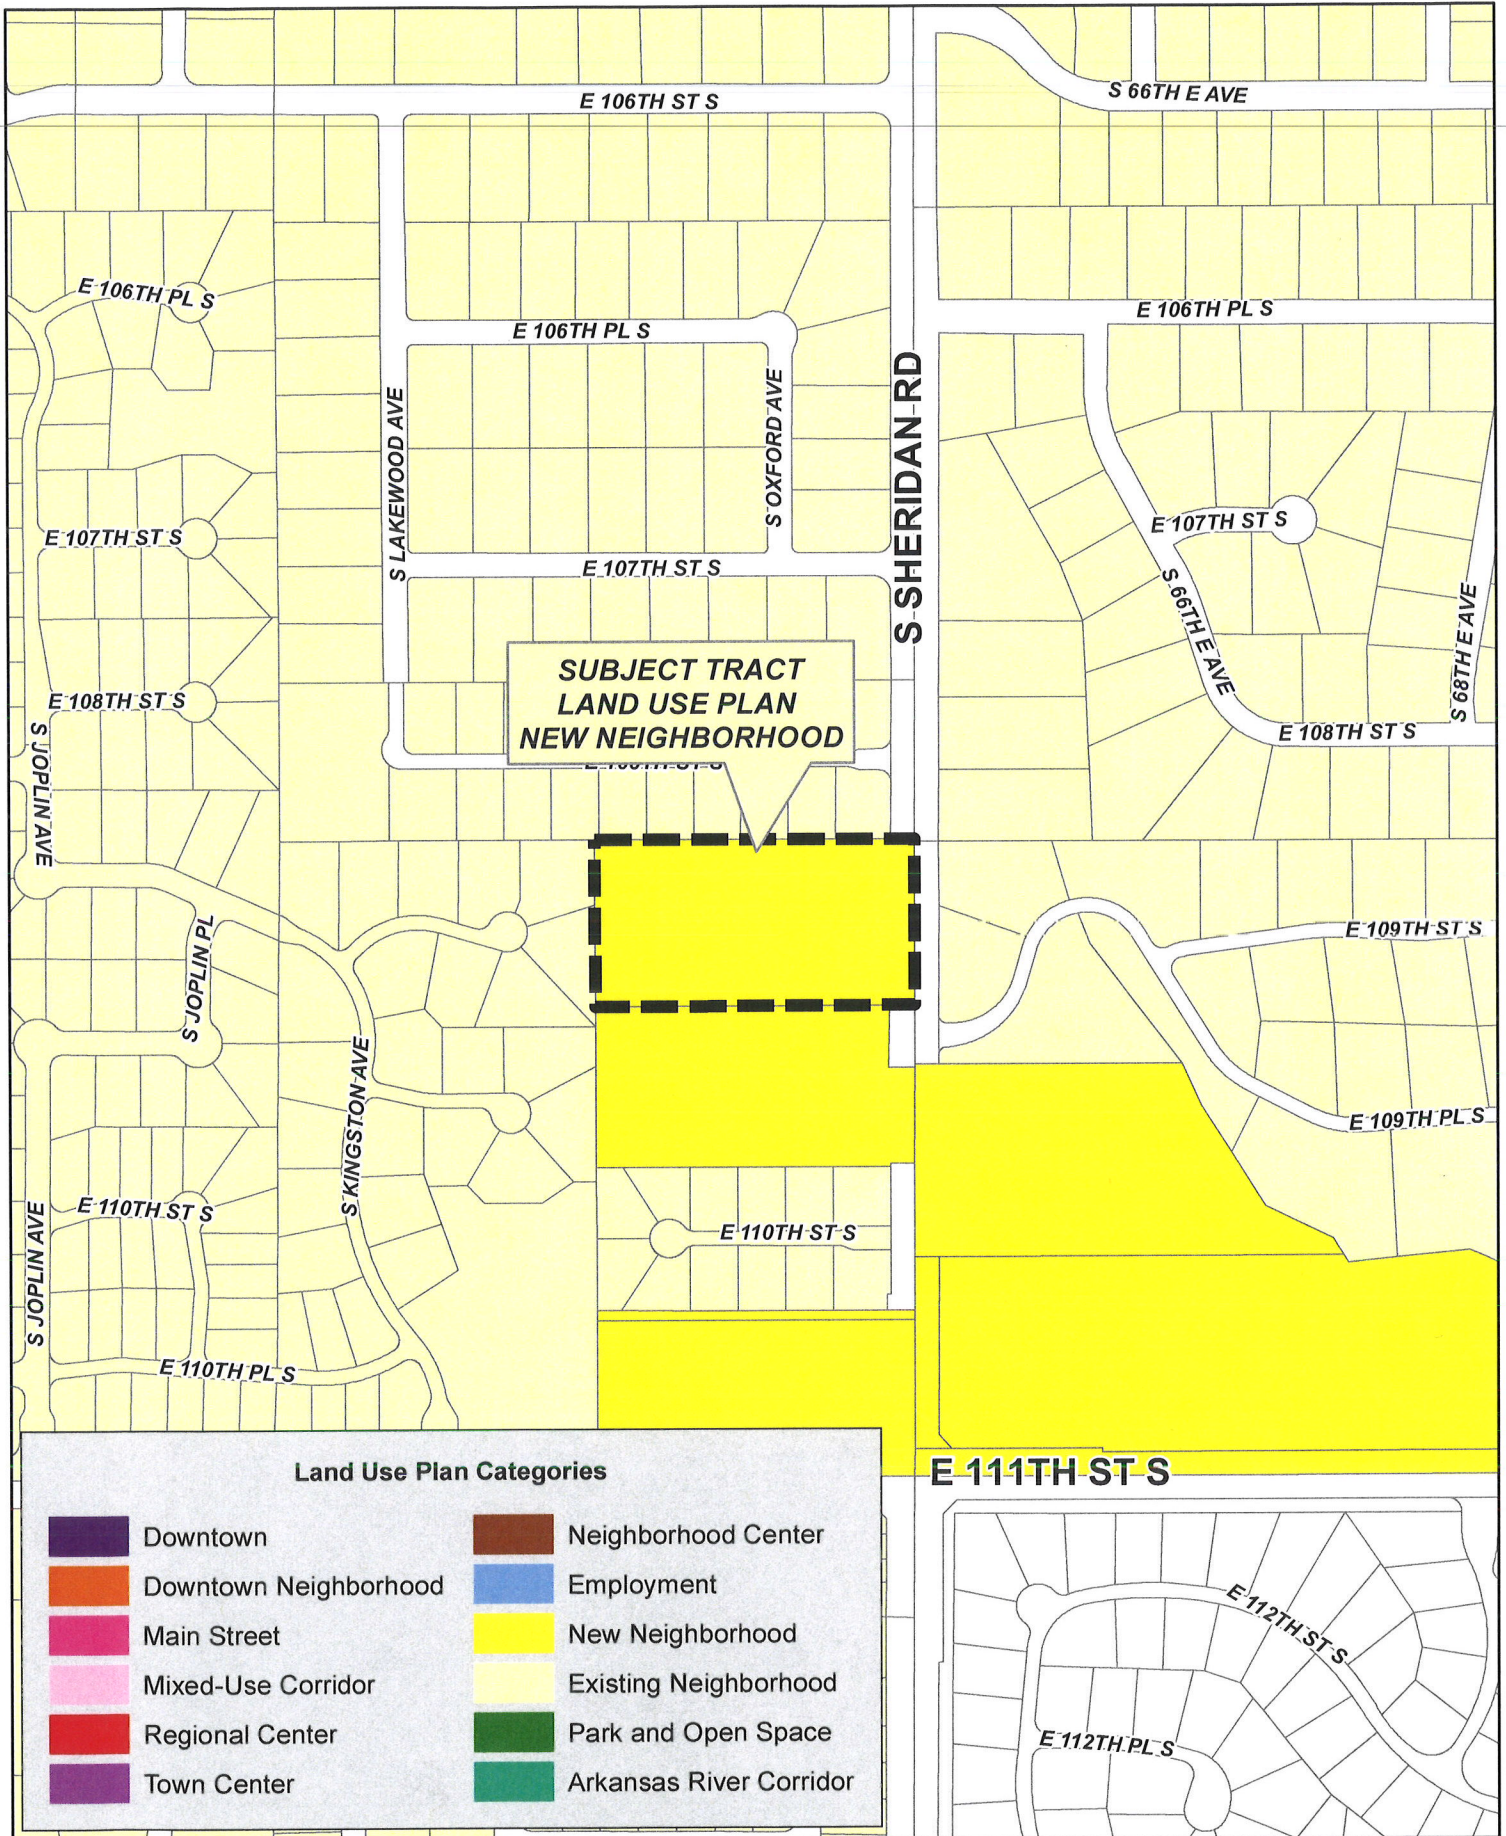 E 106TH ST S
S 66TH E AVE
E 106TH PL S
E 106TH PL S
E 106TH PL S
S LAKEWOOD AVE
S OXFORD AVE
S SHERIDAN RD
E 107TH ST S
E 107TH ST S
E 107TH ST S
S 66TH E AVE
S 68TH E AVE
SUBJECT TRACT
LAND USE PLAN
NEW NEIGHBORHOOD
E 108TH ST S
E 108TH ST S
S JOPLIN AVE
S JOPLIN PL
E 109TH ST S
S KINGSTON AVE
E 109TH PL S
S JOPLIN AVE
E 110TH ST S
E 110TH ST S
E 110TH PL S
E 111TH ST S
Land Use Plan Categories
Downtown
Downtown Neighborhood
Main Street
Mixed-Use Corridor
Regional Center
Town Center
Neighborhood Center
Employment
New Neighborhood
Existing Neighborhood
Park and Open Space
Arkansas River Corridor
E 112TH ST S
E 112TH PL S